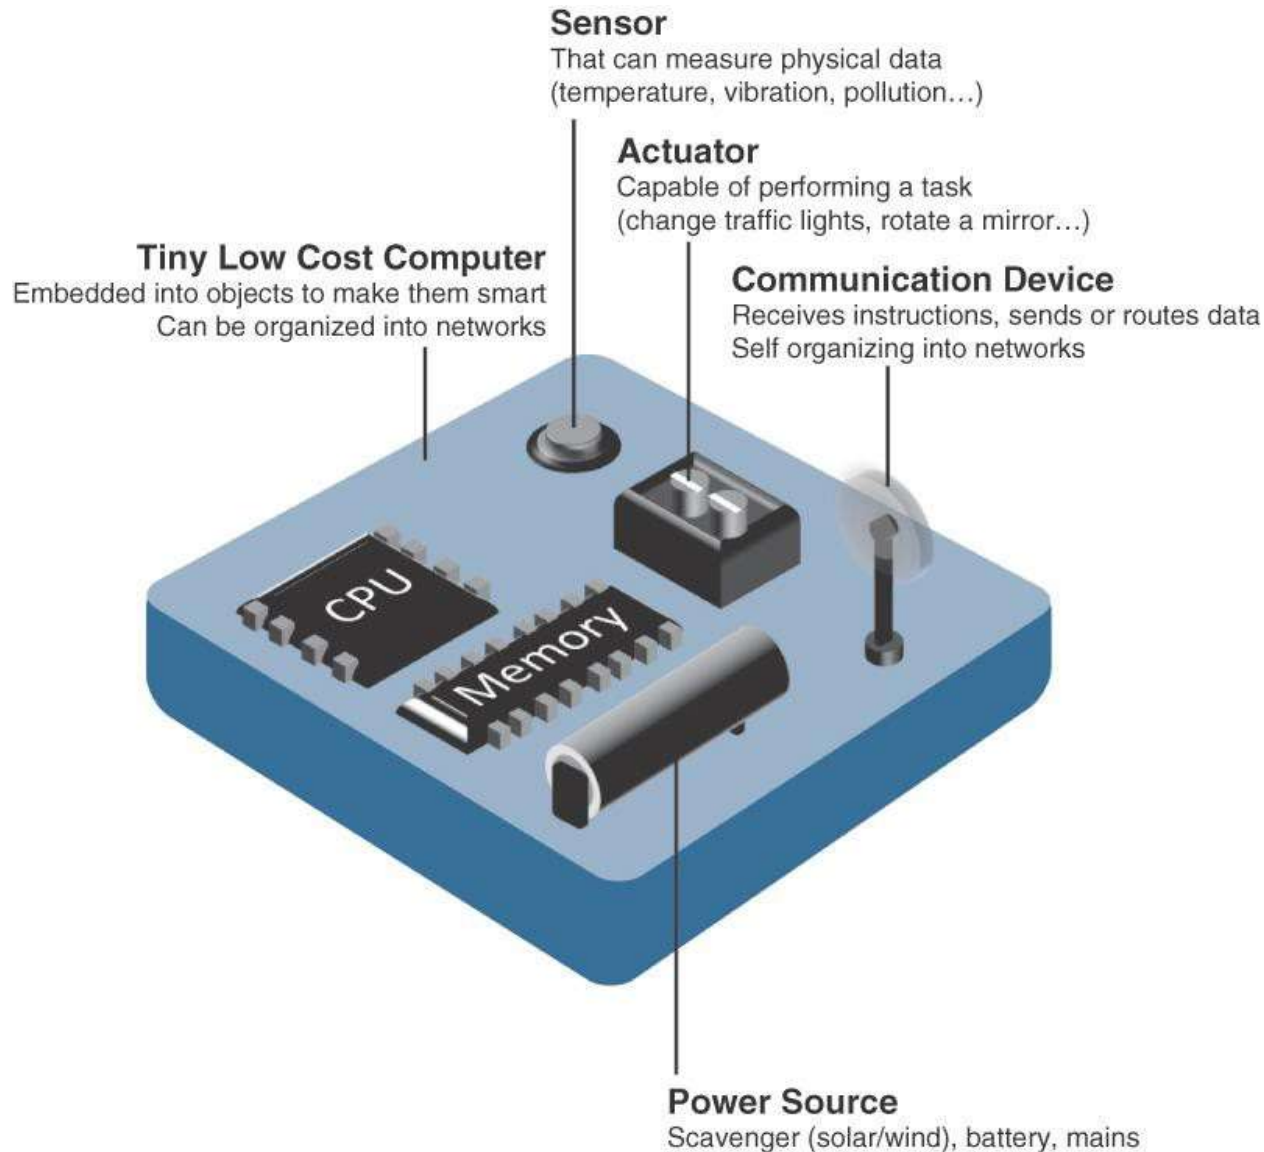 Sensor
That can measure physical data
(temperature, vibration, pollution…)
Actuator
Capable of performing a task
(change traffic lights, rotate a mirror…)
Tiny Low Cost Computer
Embedded into objects to make them smart
Can be organized into networks
Communication Device
Receives instructions, sends or routes data
Self organizing into networks
CPU
Memory
Power Source
Scavenger (solar/wind), battery, mains